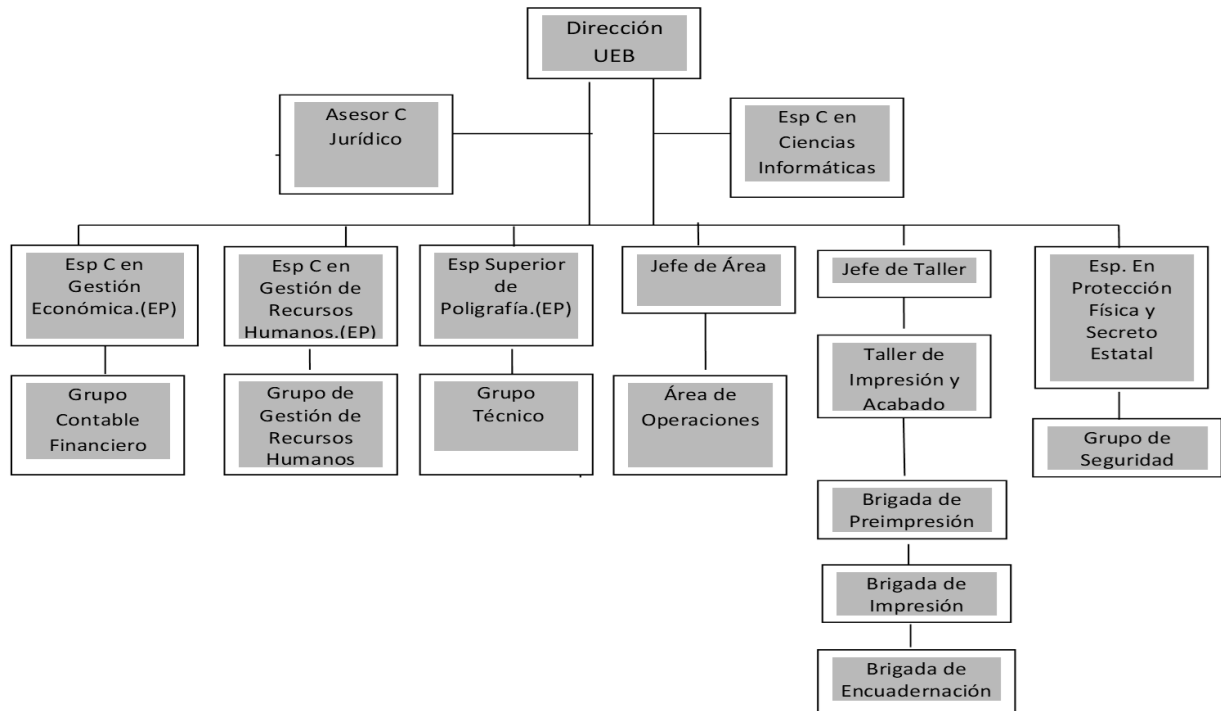 Dirección
UEB
Asesor C
Jurídico
Esp C en
Ciencias
Informáticas
Esp C en
Gestión
Económica.(EP)
Esp C en
Gestión de
Recursos
Humanos.(EP)
Esp Superior
de
Poligrafía.(EP)
Jefe de Área
Jefe de Taller
Esp. En
Protección
Física y
Secreto
Estatal
Grupo
Contable
Financiero
Grupo de
Gestión de
Recursos
Humanos
Grupo
Técnico
Área de
Operaciones
Taller de
Impresión y
Acabado
Grupo de
Seguridad
Brigada de
Preimpresión
Brigada de
Impresión
Brigada de
Encuadernación